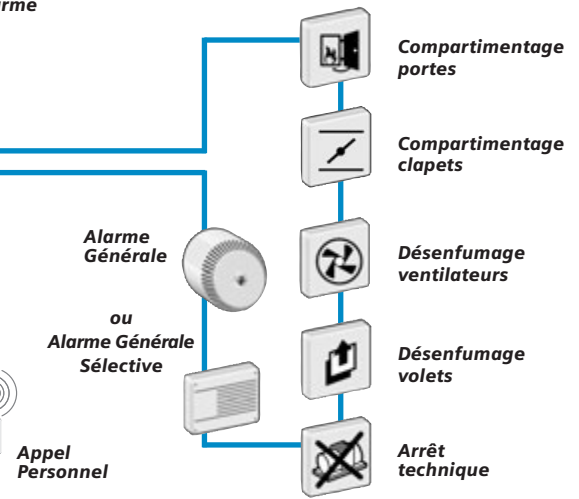 arme
Compartimentage
portes
Compartimentage
clapets
Alarme
Générale
Désenfumage
ventilateurs
ou
Alarme Générale
Sélective
Désenfumage
volets
Appel
Personnel
Arrêt
technique